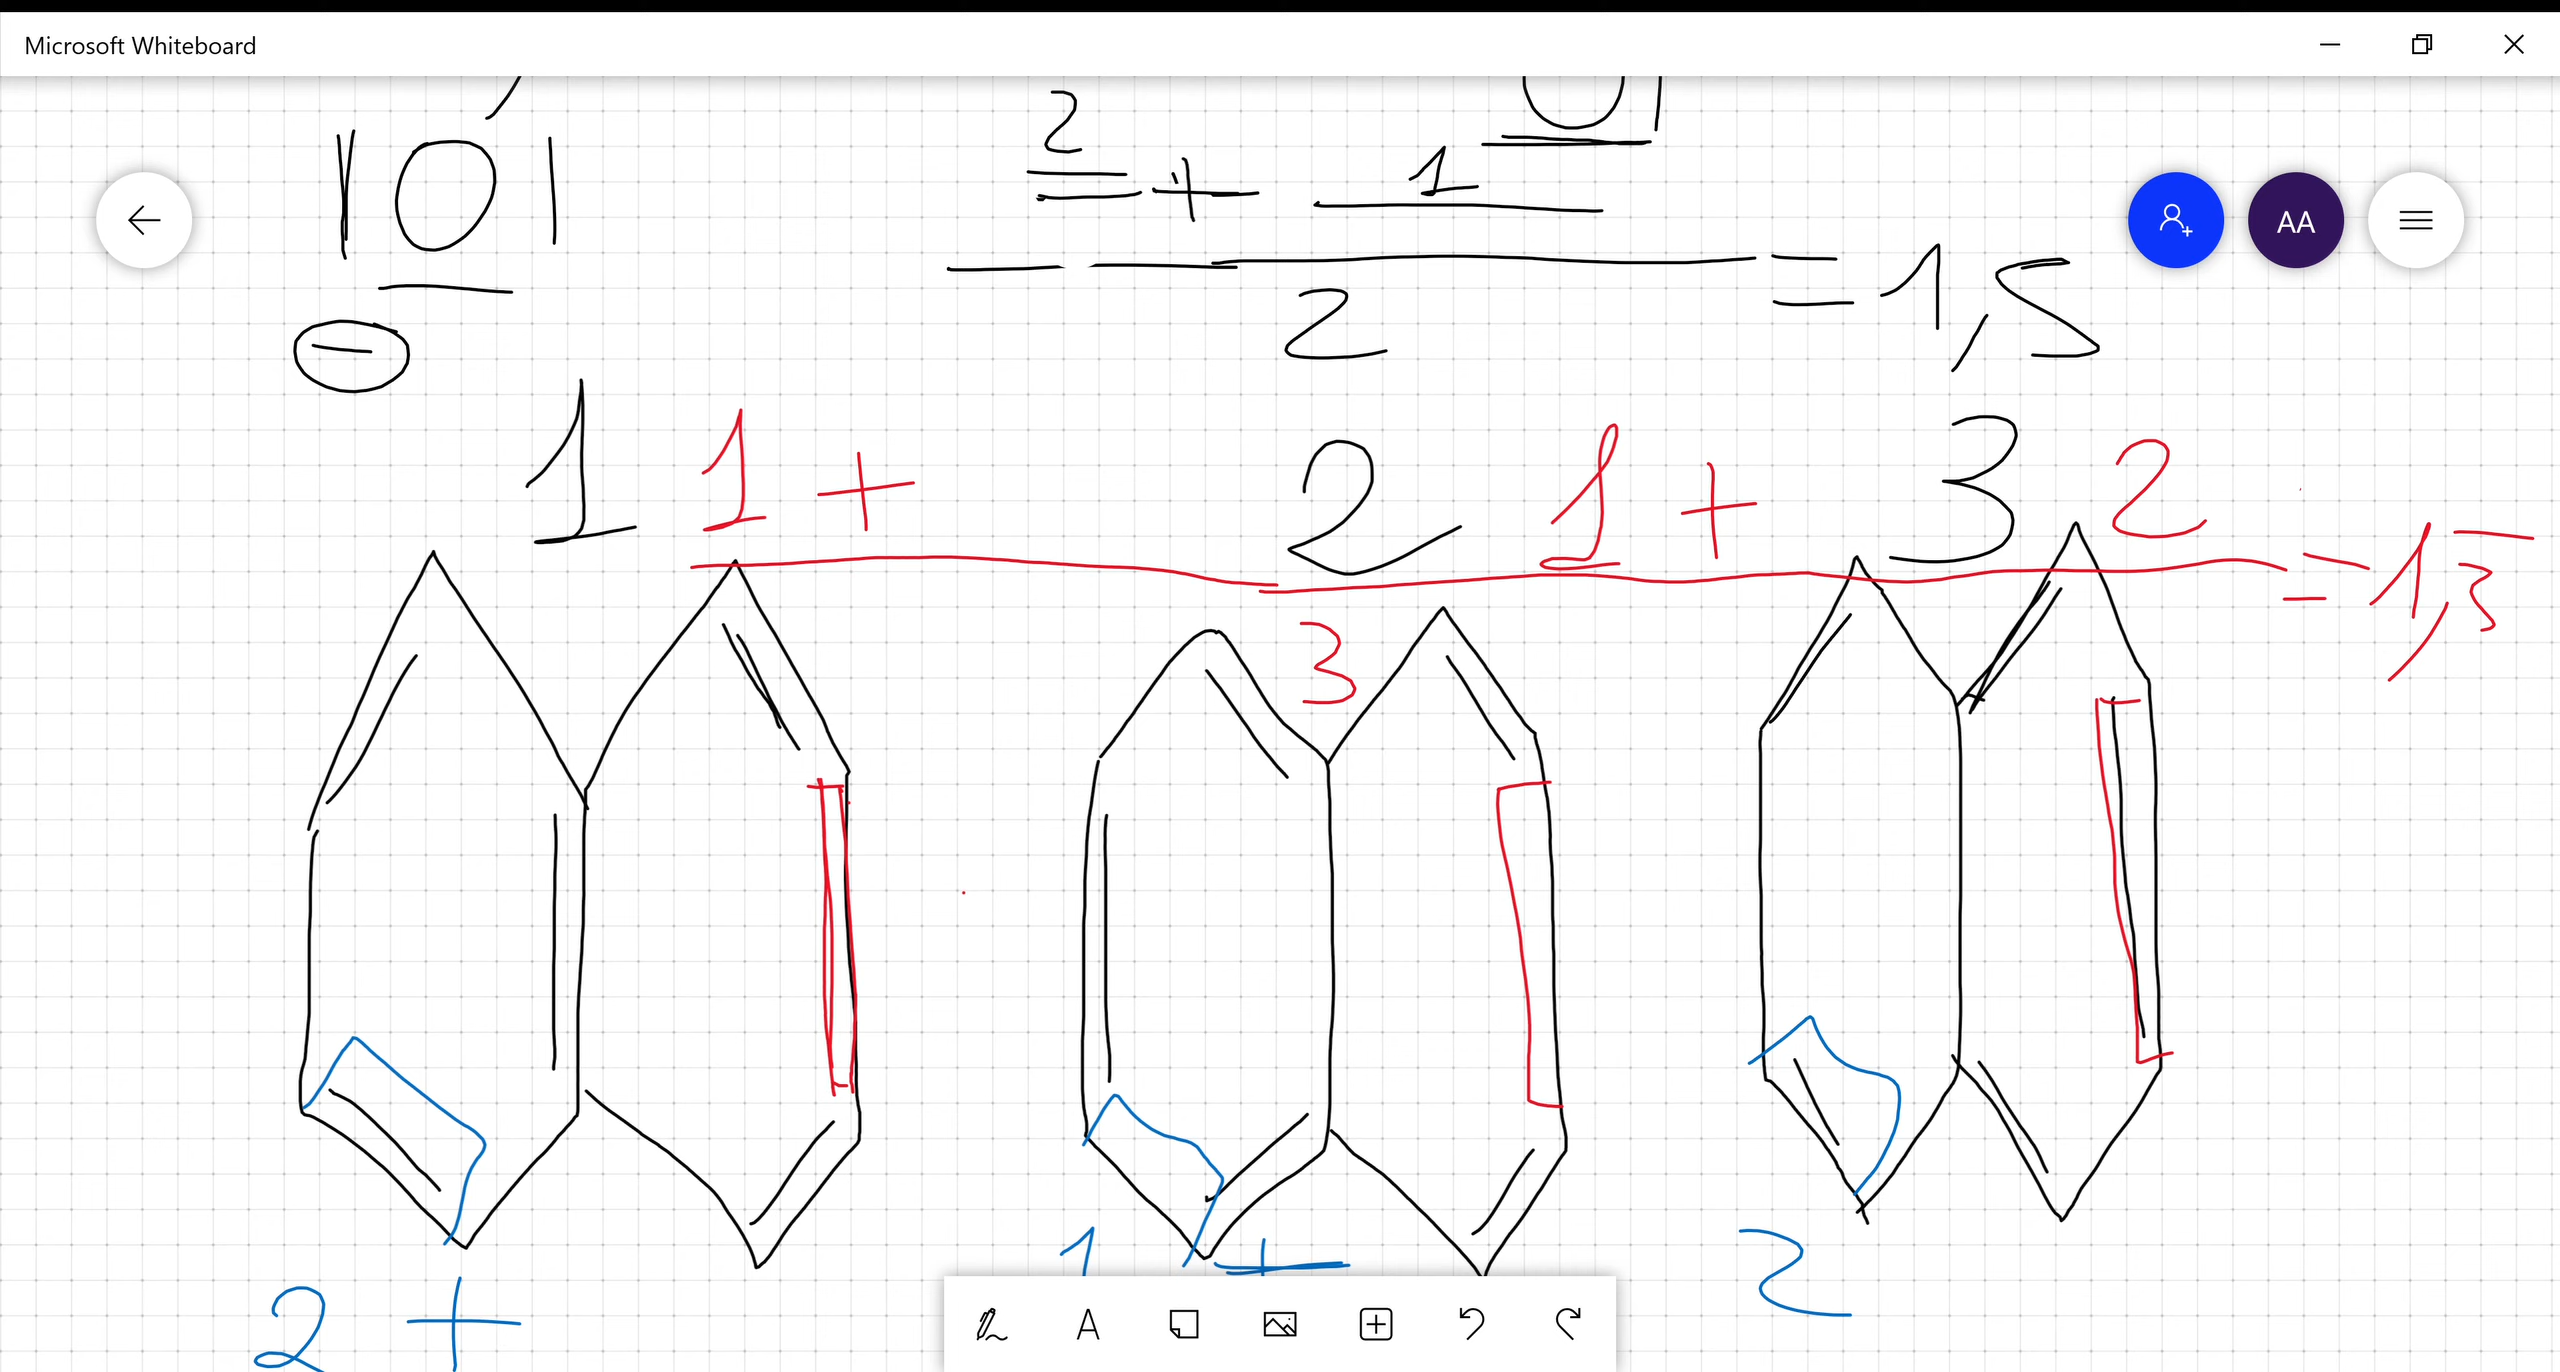 Microsoft Whiteboard
101
2 + 1
= 1,5
2
AA
1 1 + 2 1 + 3 2
= 1,3
3
2 + 1 + 2
A